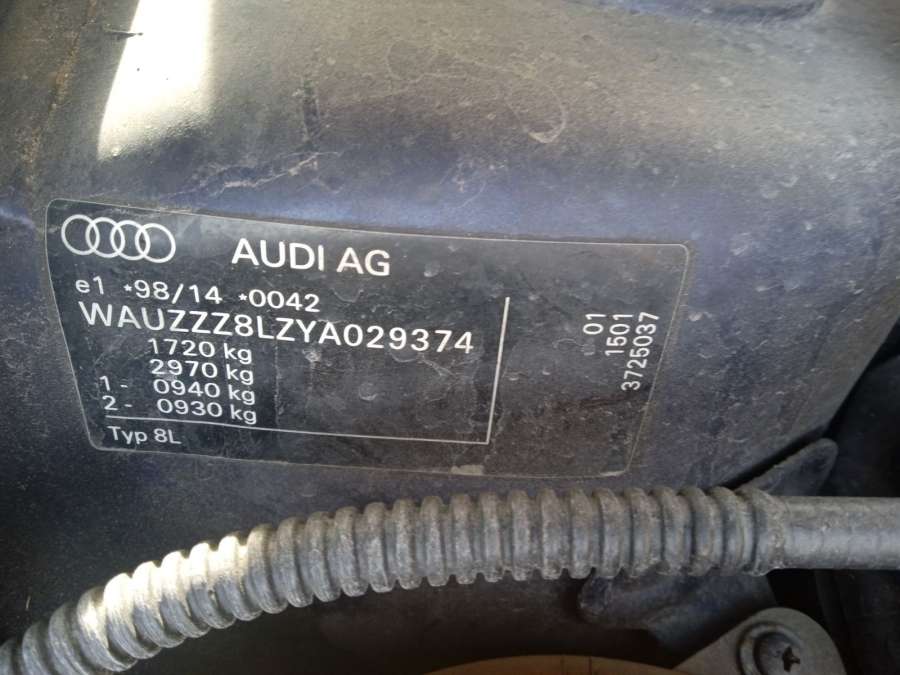 AUDI AG
e1 *98/14 *0042
WAUZZZ8LZYA029374
1720 kg
2970 kg
1 - 0940 kg
2 - 0930 kg
Typ 8L
01
1501
3725037